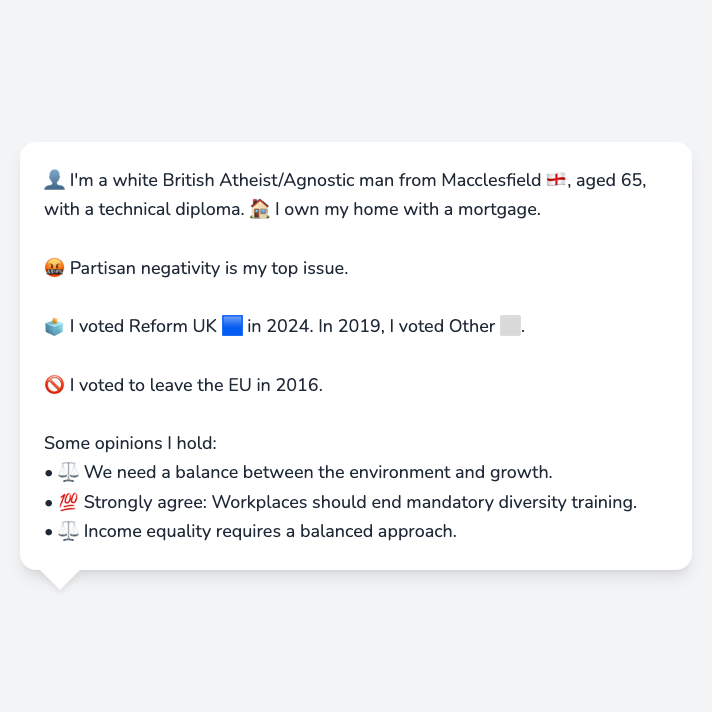 👤 I'm a white British Atheist/Agnostic man from Macclesfield 🏴󠁧󠁢󠁥󠁮󠁧󠁿, aged 65,
with a technical diploma. 🏠 I own my home with a mortgage.
🤬 Partisan negativity is my top issue.
🗳️ I voted Reform UK 🟦 in 2024. In 2019, I voted Other ⬜.
🚫 I voted to leave the EU in 2016.
Some opinions I hold:
• ⚖️ We need a balance between the environment and growth.
• 💯 Strongly agree: Workplaces should end mandatory diversity training.
• ⚖️ Income equality requires a balanced approach.